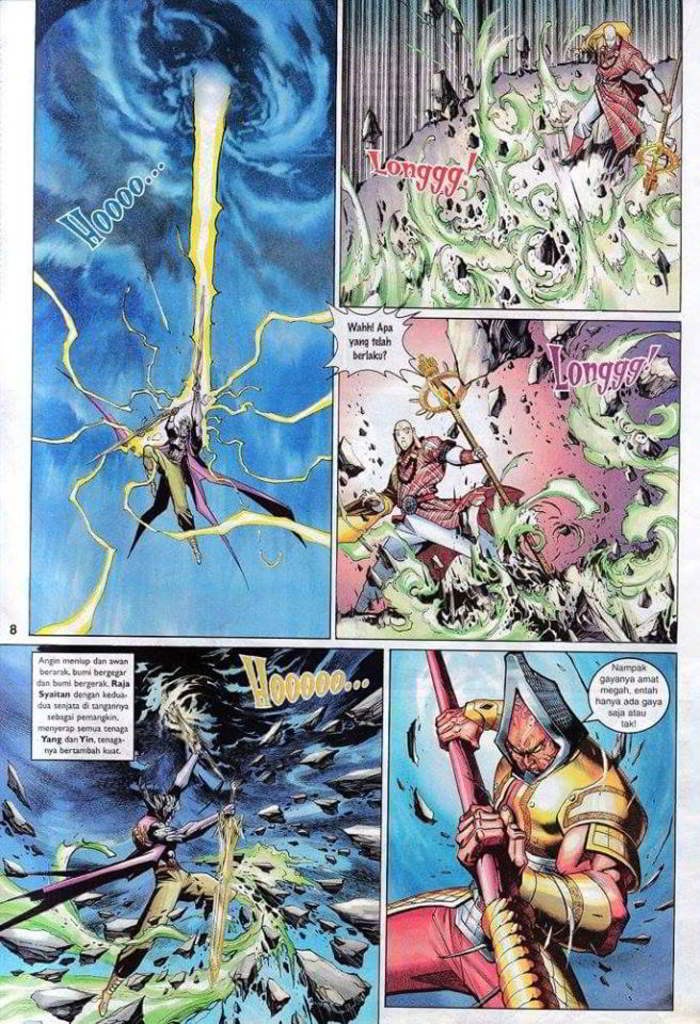 Hoooo...
Longgg!
Wahh! Apa
yang telah
berlaku?
Longgg!
8
Angin meniup dan awan
berarak, bumi bergegar
dan bumi bergerak. Raja
Syaitan dengan kedua-
dua senjata di tangannya
sebagai pemangkin,
menyerap semua tenaga
Yang dan Yin, tenaga-
nya bertambah kuat.
Hoooooo...
Nampak
gayanya amat
megah, entah
hanya ada gaya
saja atau
tak!